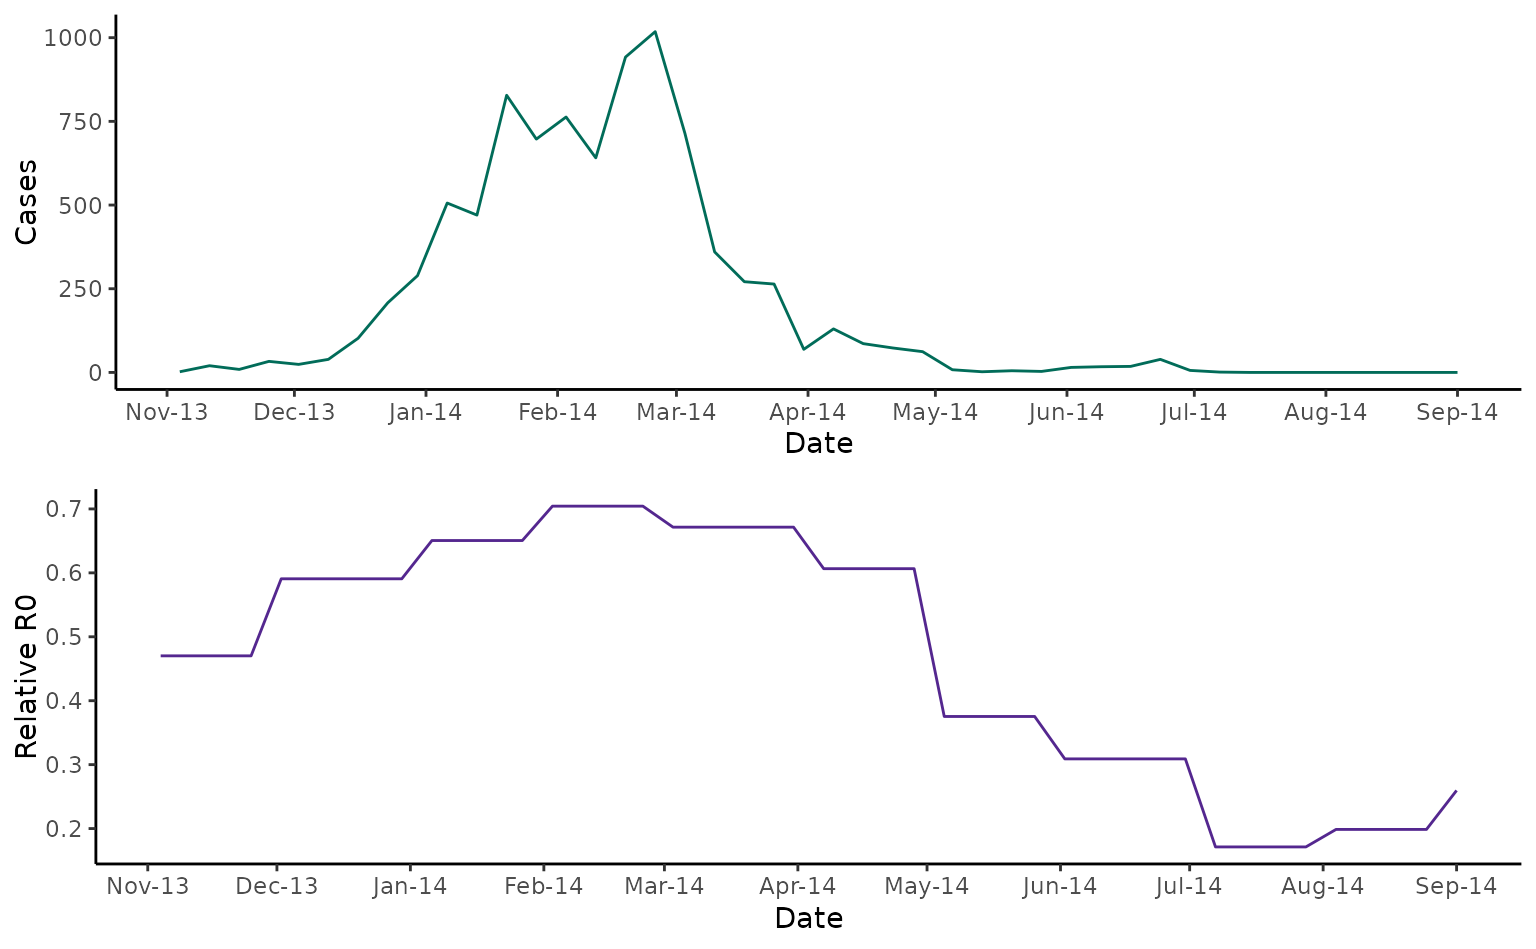 Cases
1000
750
500
250
0
Nov-13 Dec-13 Jan-14 Feb-14 Mar-14 Apr-14 May-14 Jun-14 Jul-14 Aug-14 Sep-14
Date
Relative R0
0.7
0.6
0.5
0.4
0.3
0.2
Nov-13 Dec-13 Jan-14 Feb-14 Mar-14 Apr-14 May-14 Jun-14 Jul-14 Aug-14 Sep-14
Date